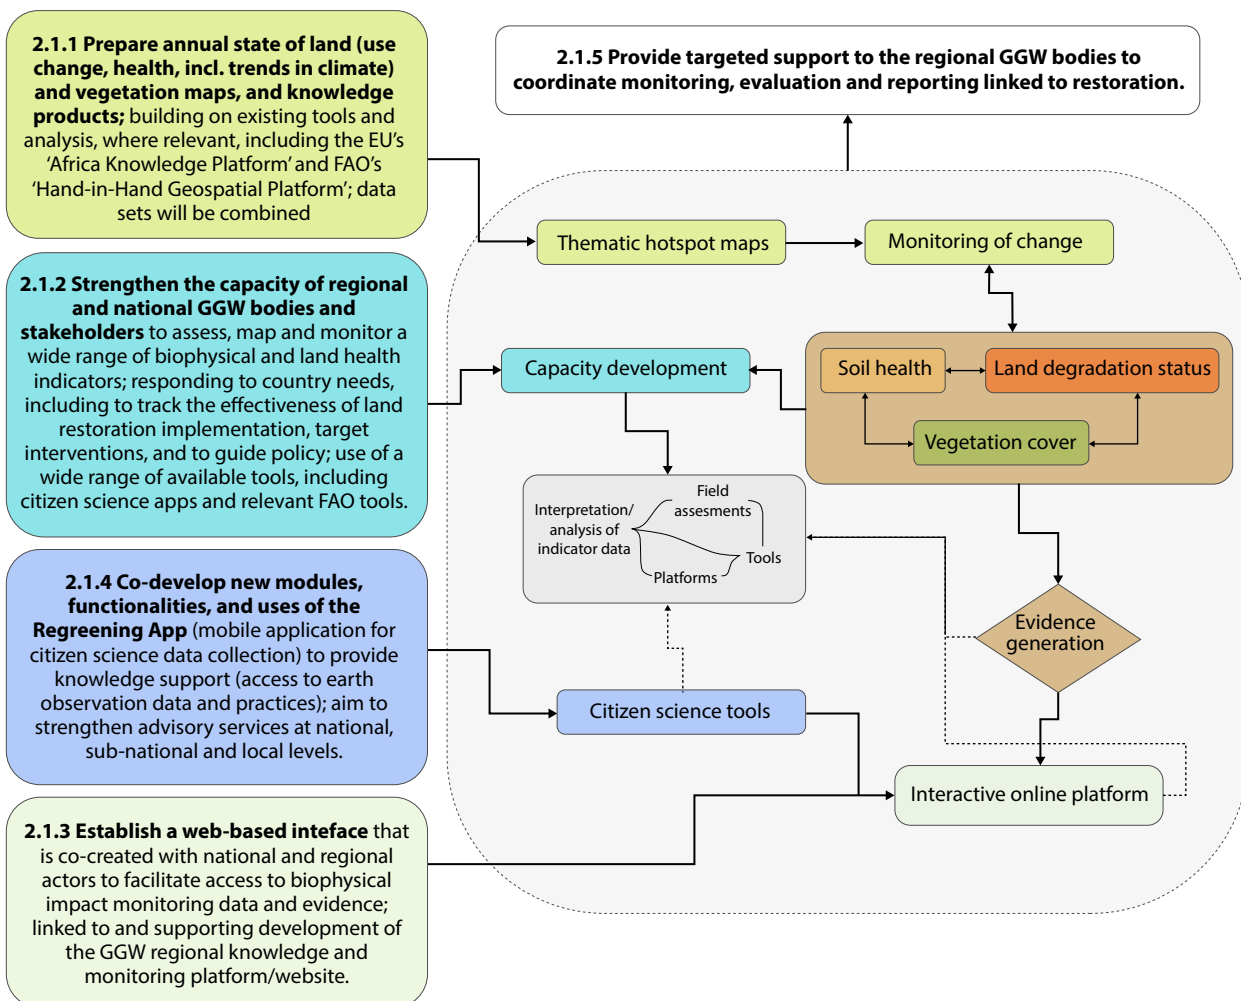 2.1.1 Prepare annual state of land (use
change, health, incl. trends in climate)
and vegetation maps, and knowledge
products; building on existing tools and
analysis, where relevant, including the EU's
'Africa Knowledge Platform' and FAO's
'Hand-in-Hand Geospatial Platform'; data
sets will be combined
2.1.2 Strengthen the capacity of regional
and national GGW bodies and
stakeholders to assess, map and monitor a
wide range of biophysical and land health
indicators; responding to country needs,
including to track the effectiveness of land
restoration implementation, target
interventions, and to guide policy; use of a
wide range of available tools, including
citizen science apps and relevant FAO tools.
2.1.4 Co-develop new modules,
functionalities, and uses of the
Regreening App (mobile application for
citizen science data collection) to provide
knowledge support (access to earth
observation data and practices); aim to
strengthen advisory services at national,
sub-national and local levels.
2.1.3 Establish a web-based inteface that
is co-created with national and regional
actors to facilitate access to biophysical
impact monitoring data and evidence;
linked to and supporting development of
the GGW regional knowledge and
monitoring platform/website.
2.1.5 Provide targeted support to the regional GGW bodies to
coordinate monitoring, evaluation and reporting linked to restoration.
Thematic hotspot maps
Monitoring of change
Capacity development
Soil health
Land degradation status
Vegetation cover
Interpretation/
analysis of
indicator data
Field
assesments
Tools
Platforms
Evidence
generation
Citizen science tools
Interactive online platform